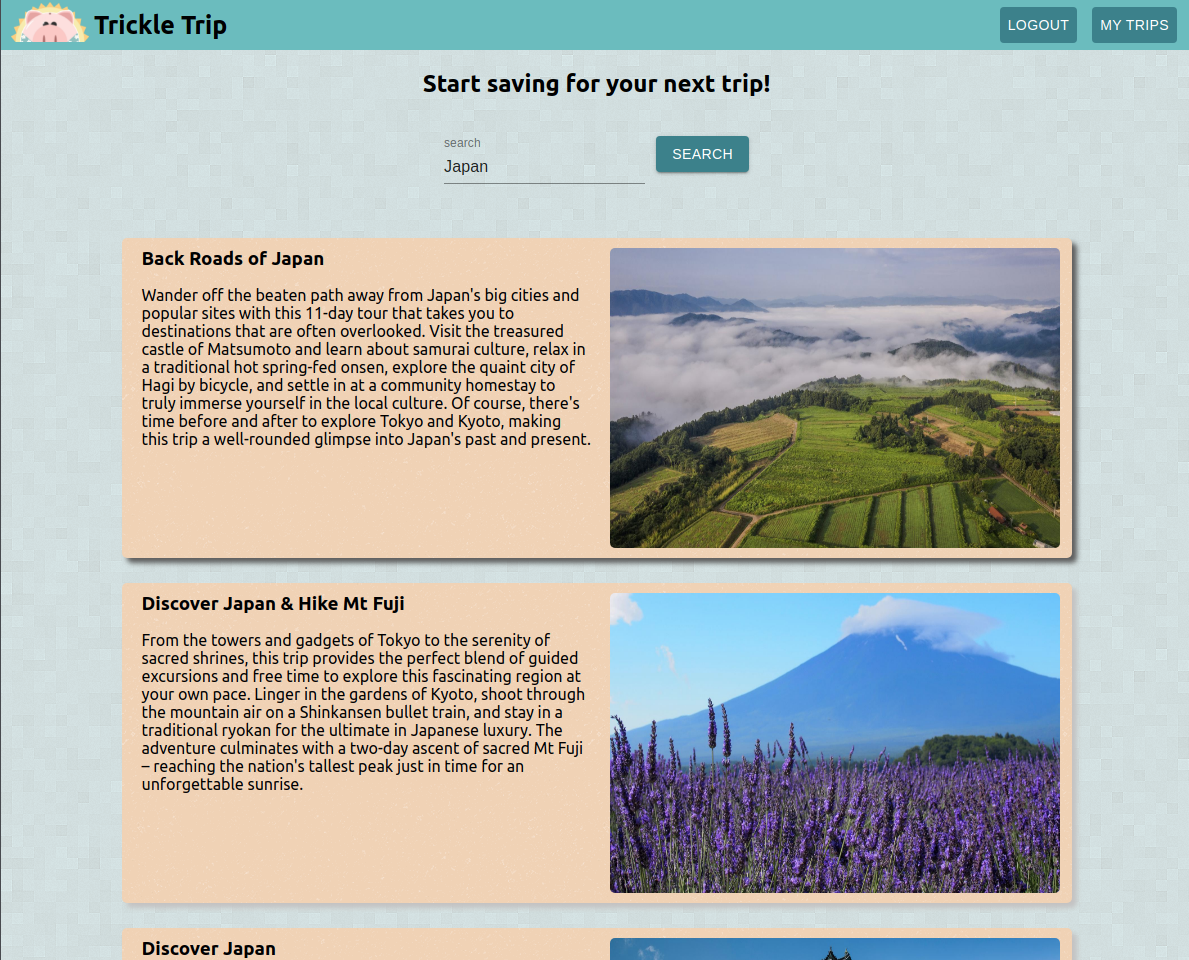 Trickle Trip
LOGOUT
MY TRIPS
Start saving for your next trip!
search
Japan
SEARCH
Back Roads of Japan
Wander off the beaten path away from Japan's big cities and
popular sites with this 11-day tour that takes you to
destinations that are often overlooked. Visit the treasured
castle of Matsumoto and learn about samurai culture, relax in
a traditional hot spring-fed onsen, explore the quaint city of
Hagi by bicycle, and settle in at a community homestay to
truly immerse yourself in the local culture. Of course, there's
time before and after to explore Tokyo and Kyoto, making
this trip a well-rounded glimpse into Japan's past and present.
Discover Japan & Hike Mt Fuji
From the towers and gadgets of Tokyo to the serenity of
sacred shrines, this trip provides the perfect blend of guided
excursions and free time to explore this fascinating region at
your own pace. Linger in the gardens of Kyoto, shoot through
the mountain air on a Shinkansen bullet train, and stay in a
traditional ryokan for the ultimate in Japanese luxury. The
adventure culminates with a two-day ascent of sacred Mt Fuji
– reaching the nation's tallest peak just in time for an
unforgettable sunrise.
Discover Japan